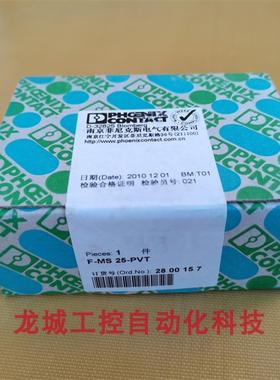 PHOENIX
CONTACT
D-32825 Blomberg
南京菲尼克斯电气有限公司
http://www.phoenixcontact.com.cn
日期(Date): 2010 12 01 BM T01
检验合格证明 检验员号: 021
Pieces: 1 件
F-MS 25-PVT
订货号(Ord.No.): 28 00 15 7
龙城工控自动化科技